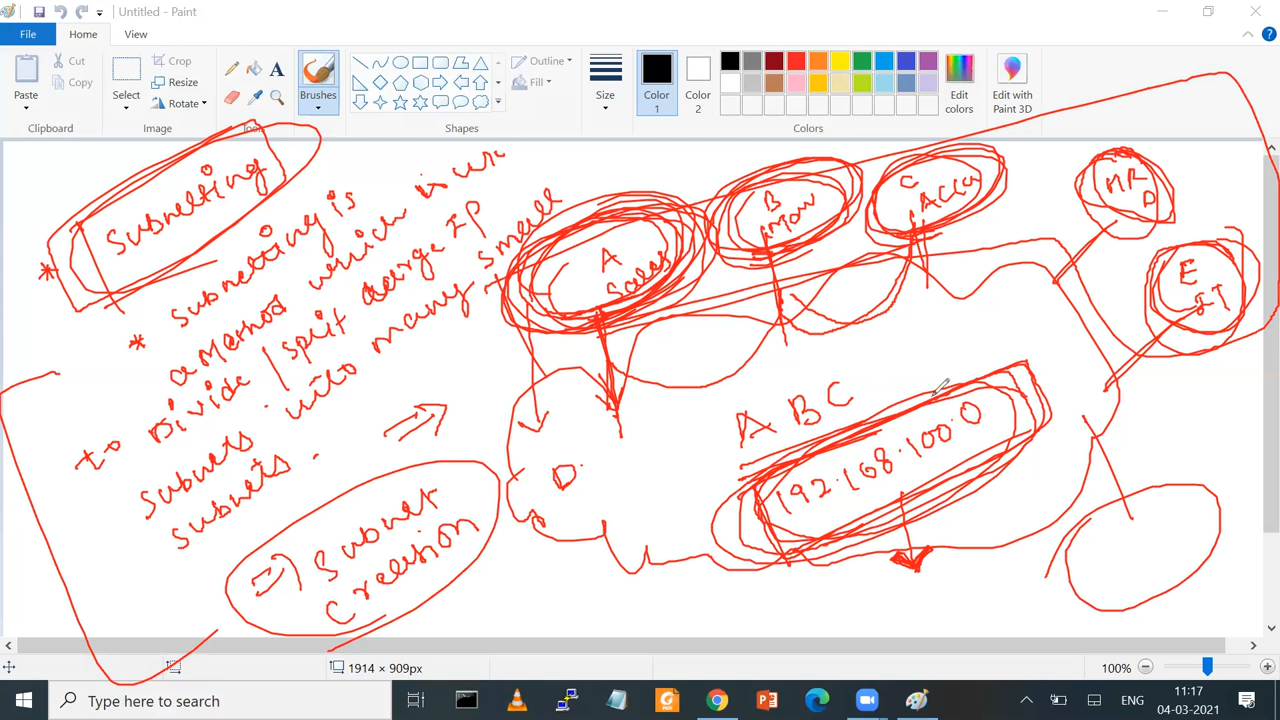 Untitled - Paint
File
Home
View
Paste
Cut
Copy
Clipboard
Select
Crop
Resize
Rotate
Image
Tools
Brushes
Shapes
Outline
Fill
Size
Color 1
Color 2
Colors
Edit colors
Edit with Paint 3D
Subnetting
* subnetting is
a method which is use
to Divide / split Large IP
subnets into many small
subnets.
⇒ Subnet
creation
A
Sales
B
C
Acca
E
IT
D
A B C
192.168.100.0
1914 × 909px
100%
Type here to search
ENG
11:17
04-03-2021